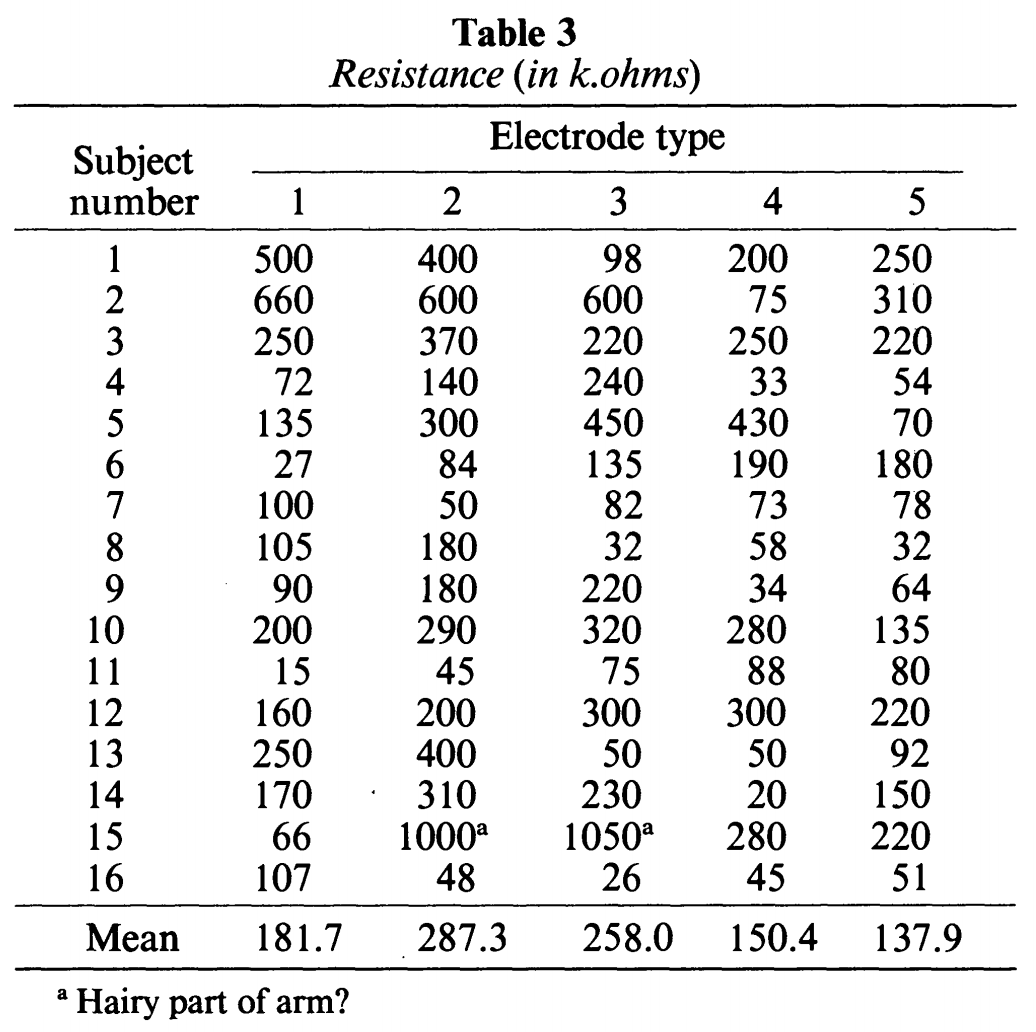 Table 3
Resistance (in k.ohms)
Electrode type
Subject number 1 2 3 4 5
1 500 400 98 200 250
2 660 600 600 75 310
3 250 370 220 250 220
4 72 140 240 33 54
5 135 300 450 430 70
6 27 84 135 190 180
7 100 50 82 73 78
8 105 180 32 58 32
9 90 180 220 34 64
10 200 290 320 280 135
11 15 45 75 88 80
12 160 200 300 300 220
13 250 400 50 50 92
14 170 310 230 20 150
15 66 1000ᵃ 1050ᵃ 280 220
16 107 48 26 45 51
Mean 181.7 287.3 258.0 150.4 137.9
ᵃ Hairy part of arm?